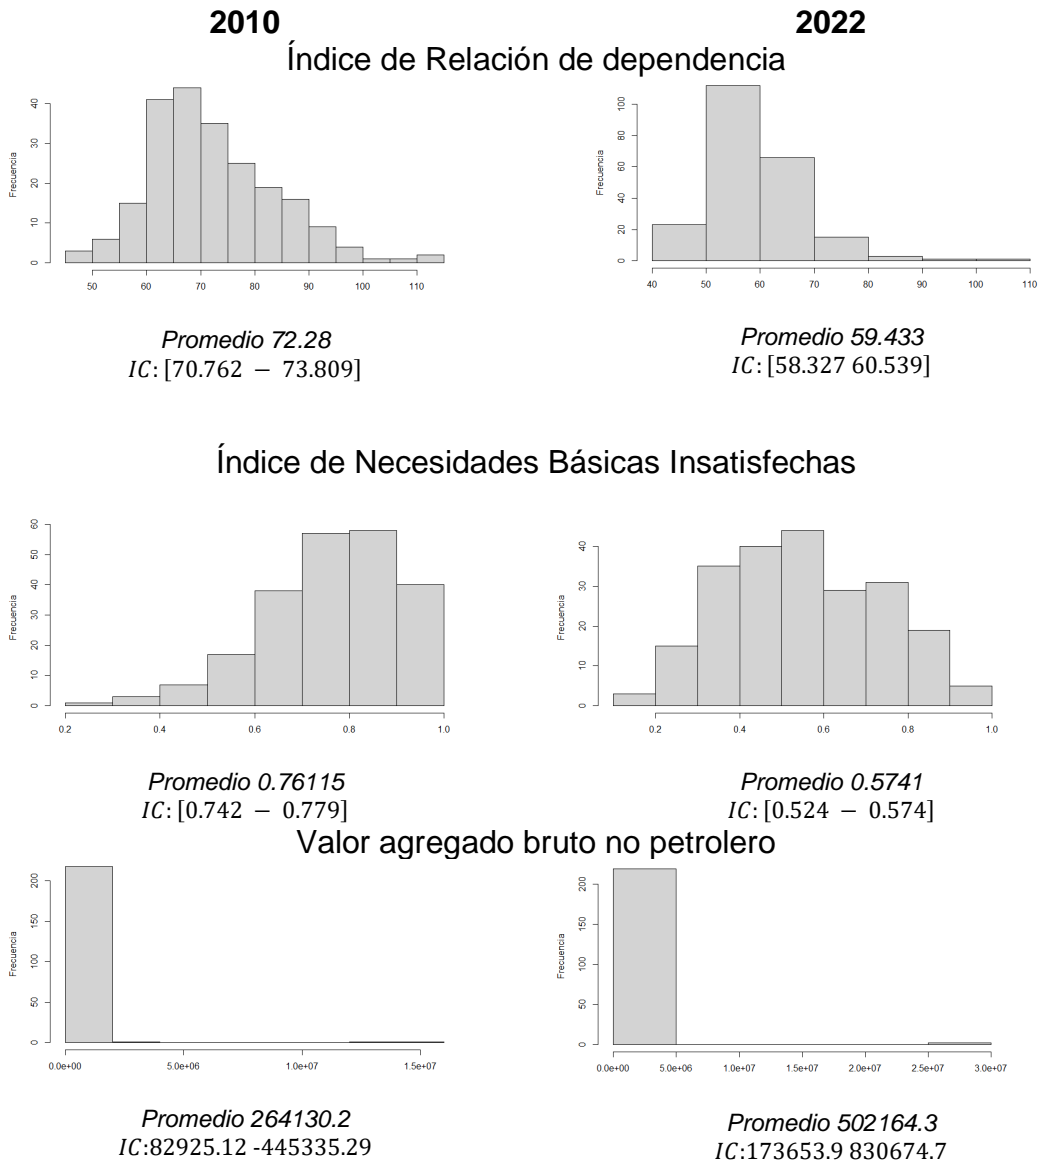 2010 2022
Índice de Relación de dependencia
Frecuencia
0 10 20 30 40
50 60 70 80 90 100 110
Frecuencia
0 20 40 60 80 100
40 50 60 70 80 90 100 110
Promedio 72.28
IC: [70.762 − 73.809]
Promedio 59.433
IC: [58.327 60.539]
Índice de Necesidades Básicas Insatisfechas
Frecuencia
0 10 20 30 40 50 60
0.2 0.4 0.6 0.8 1.0
Frecuencia
0 10 20 30 40
0.2 0.4 0.6 0.8 1.0
Promedio 0.76115
IC: [0.742 − 0.779]
Promedio 0.5741
IC: [0.524 − 0.574]
Valor agregado bruto no petrolero
Frecuencia
0 50 100 150 200
0.0e+00 5.0e+06 1.0e+07 1.5e+07
Frecuencia
0 50 100 150 200
0.0e+00 5.0e+06 1.0e+07 1.5e+07 2.0e+07 2.5e+07 3.0e+07
Promedio 264130.2
IC:82925.12 -445335.29
Promedio 502164.3
IC:173653.9 830674.7